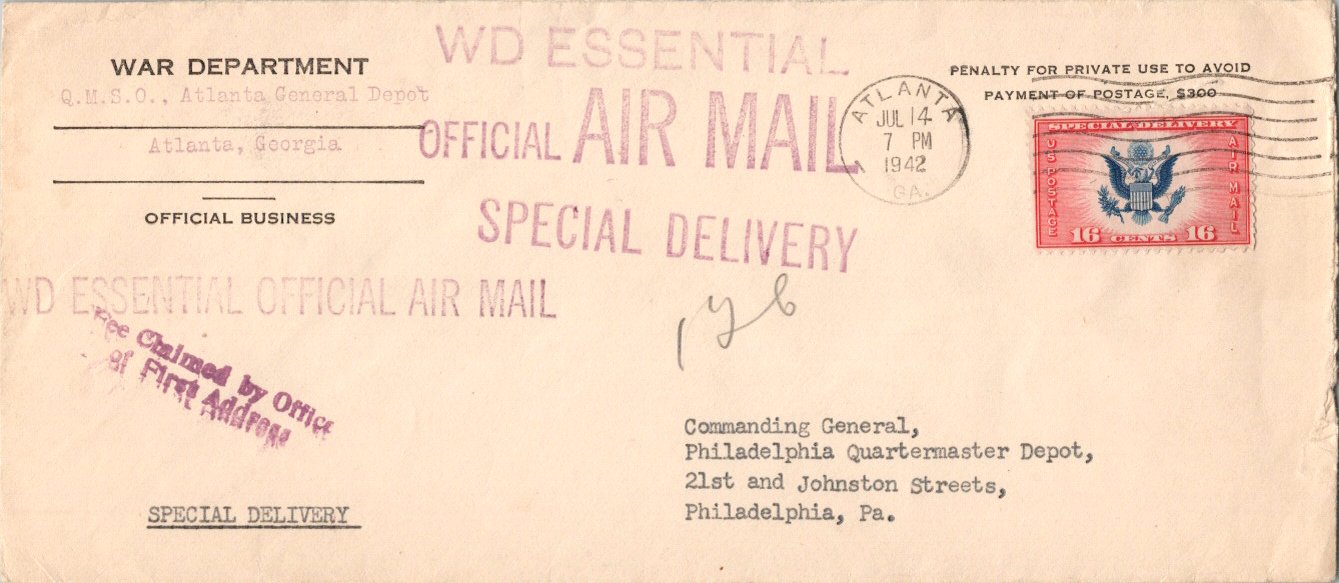 WD ESSENTIAL
OFFICIAL AIR MAIL
SPECIAL DELIVERY
WAR DEPARTMENT
Q.M.S.O., Atlanta General Depot
Atlanta, Georgia
OFFICIAL BUSINESS
PENALTY FOR PRIVATE USE TO AVOID
PAYMENT OF POSTAGE, $300
ATLANTA
JUL 14
7 PM
1942
GA.
SPECIAL DELIVERY
US POSTAGE
AIR MAIL
16 CENTS 16
WD ESSENTIAL OFFICIAL AIR MAIL
Fee Claimed by Office
of First Address
Commanding General,
Philadelphia Quartermaster Depot,
21st and Johnston Streets,
Philadelphia, Pa.
SPECIAL DELIVERY